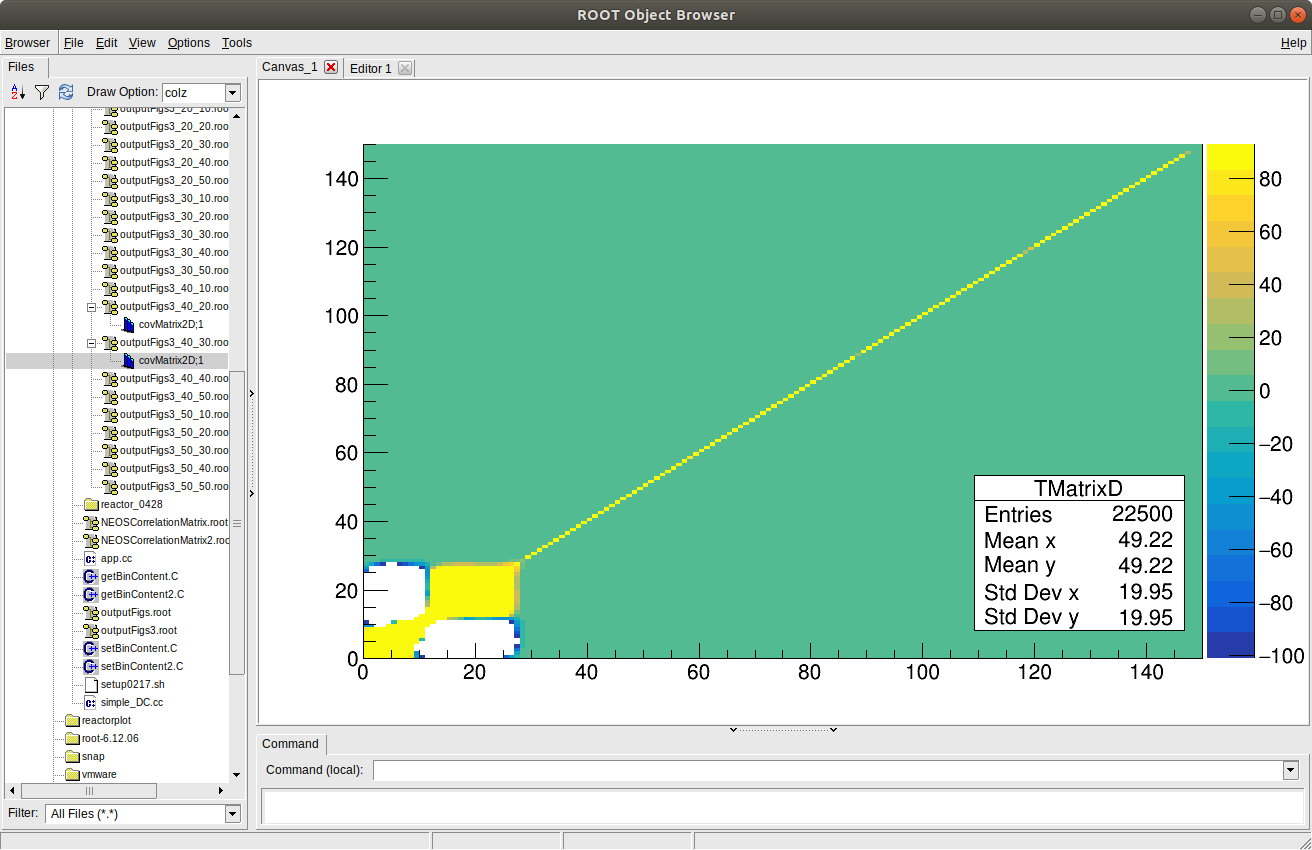 ROOT Object Browser
Browser File Edit View Options Tools Help
Files
Draw Option: colz
outputFigs3_20_10.roo
outputFigs3_20_20.roo
outputFigs3_20_30.roo
outputFigs3_20_40.roo
outputFigs3_20_50.roo
outputFigs3_30_10.roo
outputFigs3_30_20.roo
outputFigs3_30_30.roo
outputFigs3_30_40.roo
outputFigs3_30_50.roo
outputFigs3_40_10.roo
outputFigs3_40_20.roo
covMatrix2D;1
outputFigs3_40_30.roo
covMatrix2D;1
outputFigs3_40_40.roo
outputFigs3_40_50.roo
outputFigs3_50_10.roo
outputFigs3_50_20.roo
outputFigs3_50_30.roo
outputFigs3_50_40.roo
outputFigs3_50_50.roo
reactor_0428
NEOSCorrelationMatrix.root
NEOSCorrelationMatrix2.roo
app.cc
getBinContent.C
getBinContent2.C
outputFigs.root
outputFigs3.root
setBinContent.C
setBinContent2.C
setup0217.sh
simple_DC.cc
reactorplot
root-6.12.06
snap
vmware
Filter: All Files (*.*)
Canvas_1 Editor 1
140
120
100
80
60
40
20
0
0 20 40 60 80 100 120 140
80
60
40
20
0
−20
−40
−60
−80
−100
TMatrixD
Entries 22500
Mean x 49.22
Mean y 49.22
Std Dev x 19.95
Std Dev y 19.95
Command
Command (local):